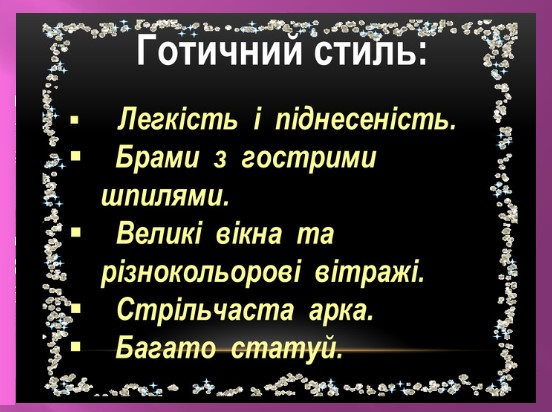 Готичний стиль:
Легкість і піднесеність.
Брами з гострими
шпилями.
Великі вікна та
різнокольорові вітражі.
Стрільчаста арка.
Багато статуй.